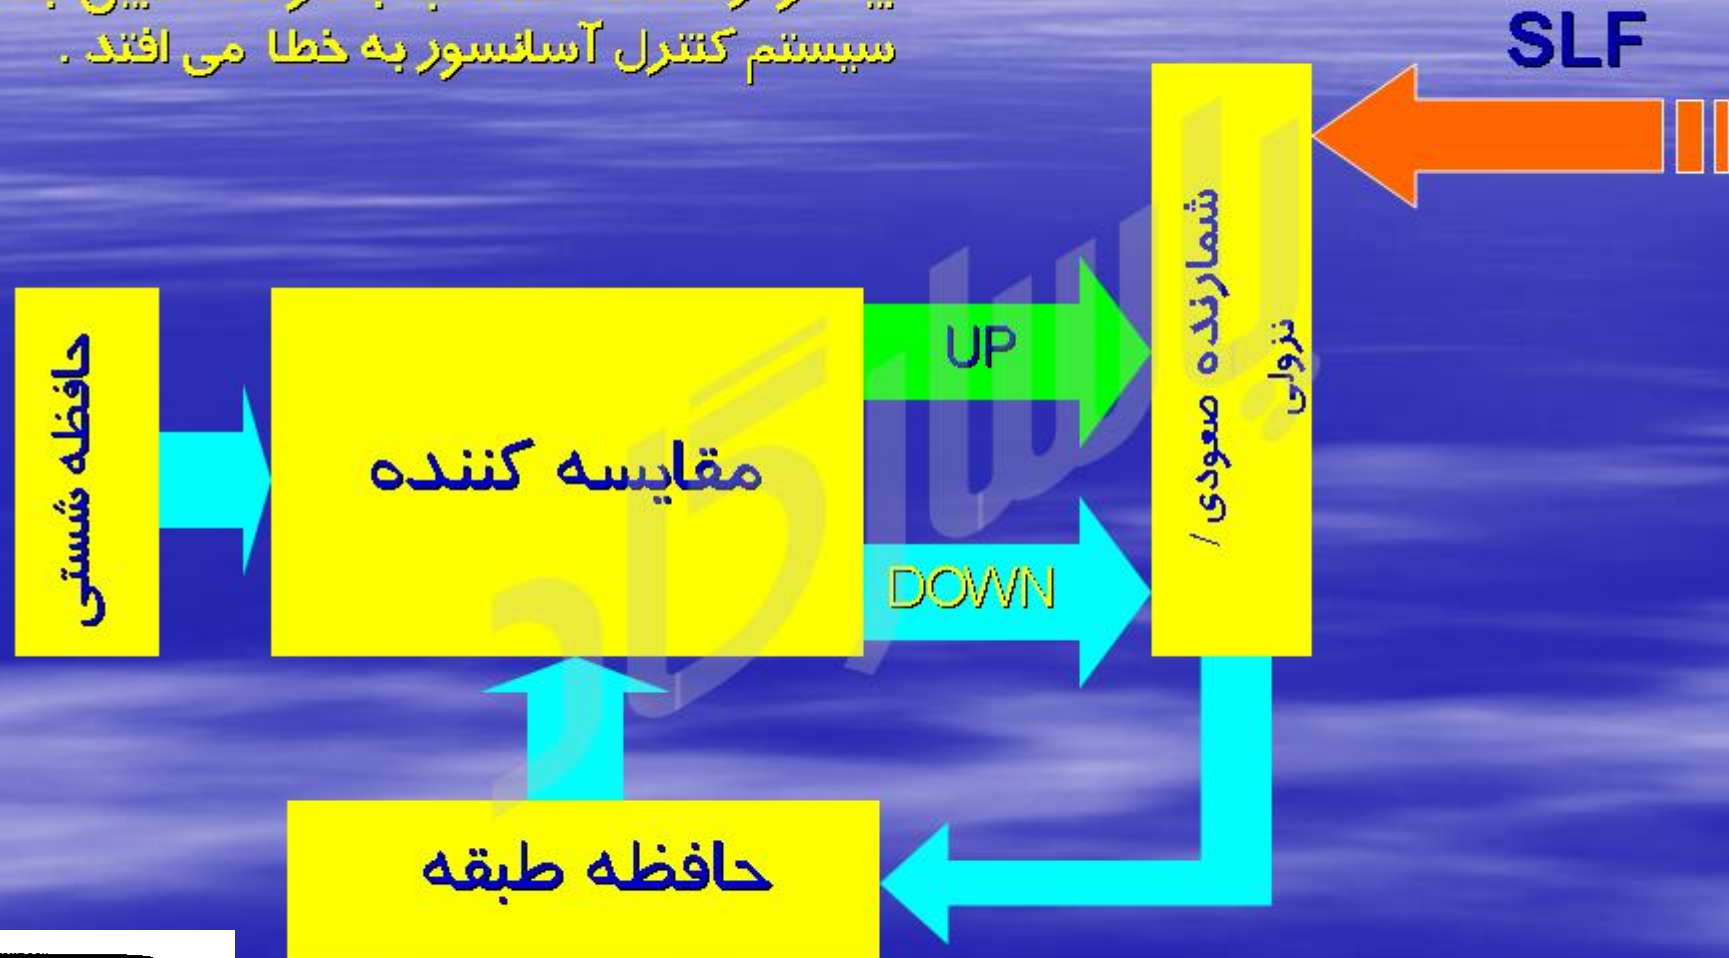 سیستم کنترل آسانسور به خطا می افتد .
SLF
شمارنده صعودی /
نزولی
UP
حافظه شستی
مقایسه کننده
DOWN
حافظه طبقه
پاسارگاد